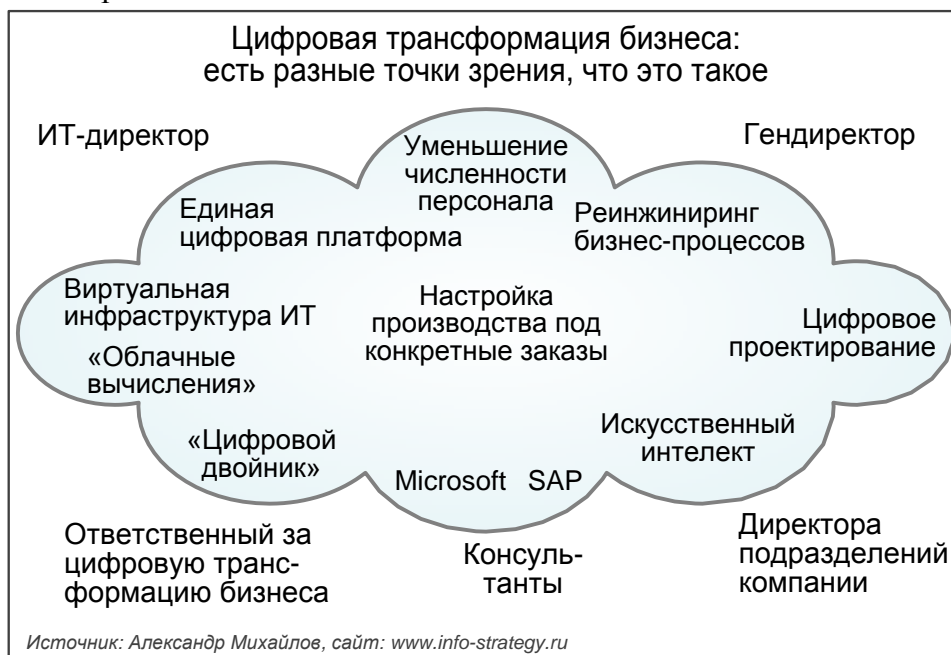 Цифровая трансформация бизнеса:
есть разные точки зрения, что это такое
ИТ-директор
Гендиректор
Уменьшение
численности
персонала
Единая
цифровая платформа
Реинжиниринг
бизнес-процессов
Виртуальная
инфраструктура ИТ
Настройка
производства под
конкретные заказы
Цифровое
проектирование
«Облачные
вычисления»
«Цифровой
двойник»
Искусственный
интелект
Microsoft SAP
Ответственный за
цифровую транс-
формацию бизнеса
Консуль-
танты
Директора
подразделений
компании
Источник: Александр Михайлов, сайт: www.info-strategy.ru